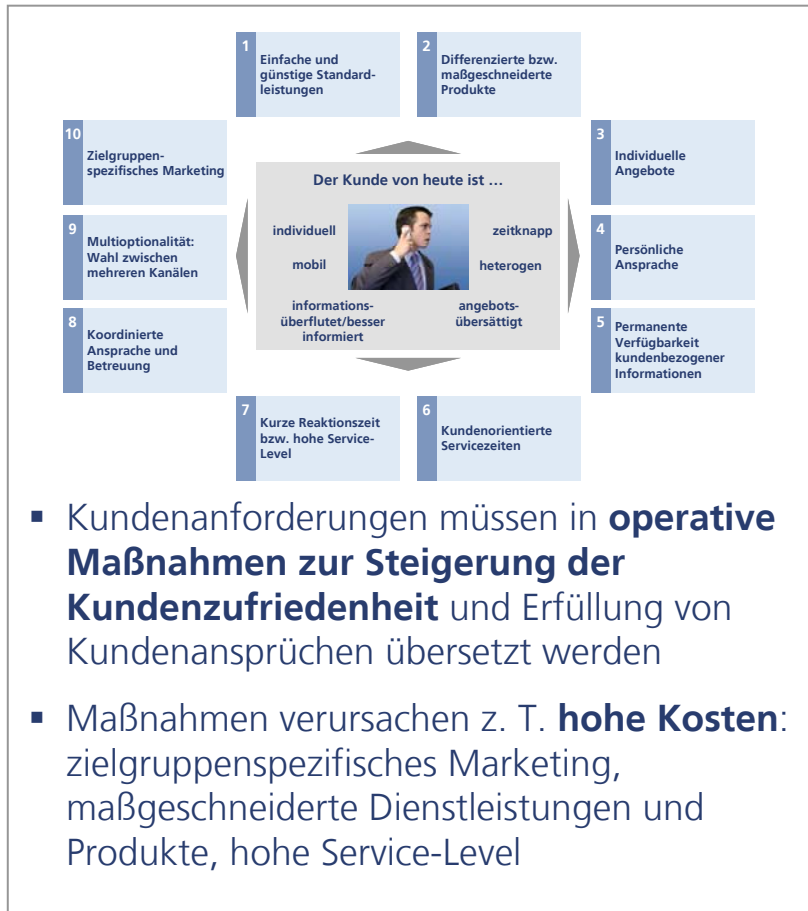 1
Einfache und
günstige Standard-
leistungen
2
Differenzierte bzw.
maßgeschneiderte
Produkte
3
Individuelle
Angebote
4
Persönliche
Ansprache
5
Permanente
Verfügbarkeit
kundenbezogener
Informationen
6
Kundenorientierte
Servicezeiten
7
Kurze Reaktionszeit
bzw. hohe Service-
Level
8
Koordinierte
Ansprache und
Betreuung
9
Multioptionalität:
Wahl zwischen
mehreren Kanälen
10
Zielgruppen-
spezifisches Marketing
Der Kunde von heute ist …
individuell
zeitknapp
mobil
heterogen
informations-
überflutet/besser
informiert
angebots-
übersättigt
▪ Kundenanforderungen müssen in operative
Maßnahmen zur Steigerung der
Kundenzufriedenheit und Erfüllung von
Kundenansprüchen übersetzt werden
▪ Maßnahmen verursachen z. T. hohe Kosten:
zielgruppenspezifisches Marketing,
maßgeschneiderte Dienstleistungen und
Produkte, hohe Service-Level